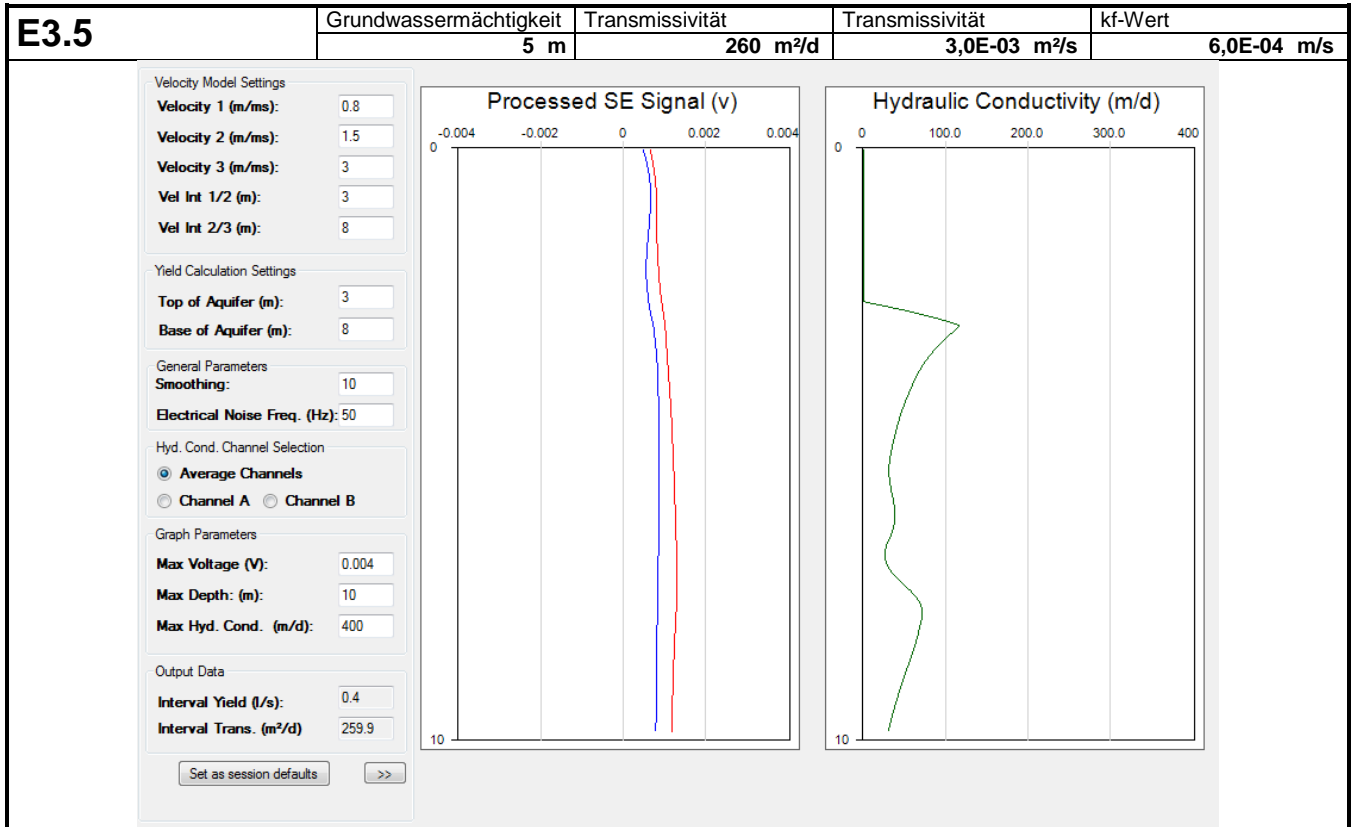 E3.5
Grundwassermächtigkeit Transmissivität Transmissivität kf-Wert
5 m 260 m²/d 3,0E-03 m²/s 6,0E-04 m/s
Velocity Model Settings
Velocity 1 (m/ms): 0.8
Velocity 2 (m/ms): 1.5
Velocity 3 (m/ms): 3
Vel Int 1/2 (m): 3
Vel Int 2/3 (m): 8
Yield Calculation Settings
Top of Aquifer (m): 3
Base of Aquifer (m): 8
General Parameters
Smoothing: 10
Electrical Noise Freq. (Hz): 50
Hyd. Cond. Channel Selection
Average Channels
Channel A Channel B
Graph Parameters
Max Voltage (V): 0.004
Max Depth: (m): 10
Max Hyd. Cond. (m/d): 400
Output Data
Interval Yield (l/s): 0.4
Interval Trans. (m²/d) 259.9
Set as session defaults >>
Processed SE Signal (v)
-0.004 -0.002 0 0.002 0.004
0
10
Hydraulic Conductivity (m/d)
0 100.0 200.0 300.0 400
0
10